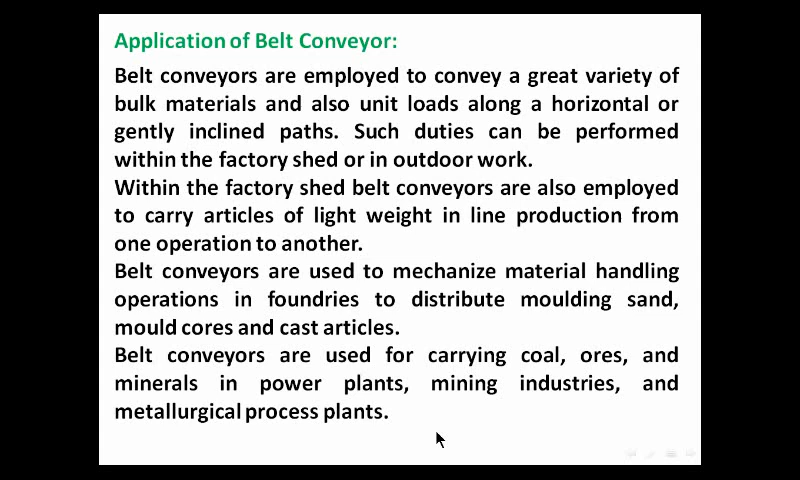 Application of Belt Conveyor:
Belt conveyors are employed to convey a great variety of
bulk materials and also unit loads along a horizontal or
gently inclined paths. Such duties can be performed
within the factory shed or in outdoor work.
Within the factory shed belt conveyors are also employed
to carry articles of light weight in line production from
one operation to another.
Belt conveyors are used to mechanize material handling
operations in foundries to distribute moulding sand,
mould cores and cast articles.
Belt conveyors are used for carrying coal, ores, and
minerals in power plants, mining industries, and
metallurgical process plants.